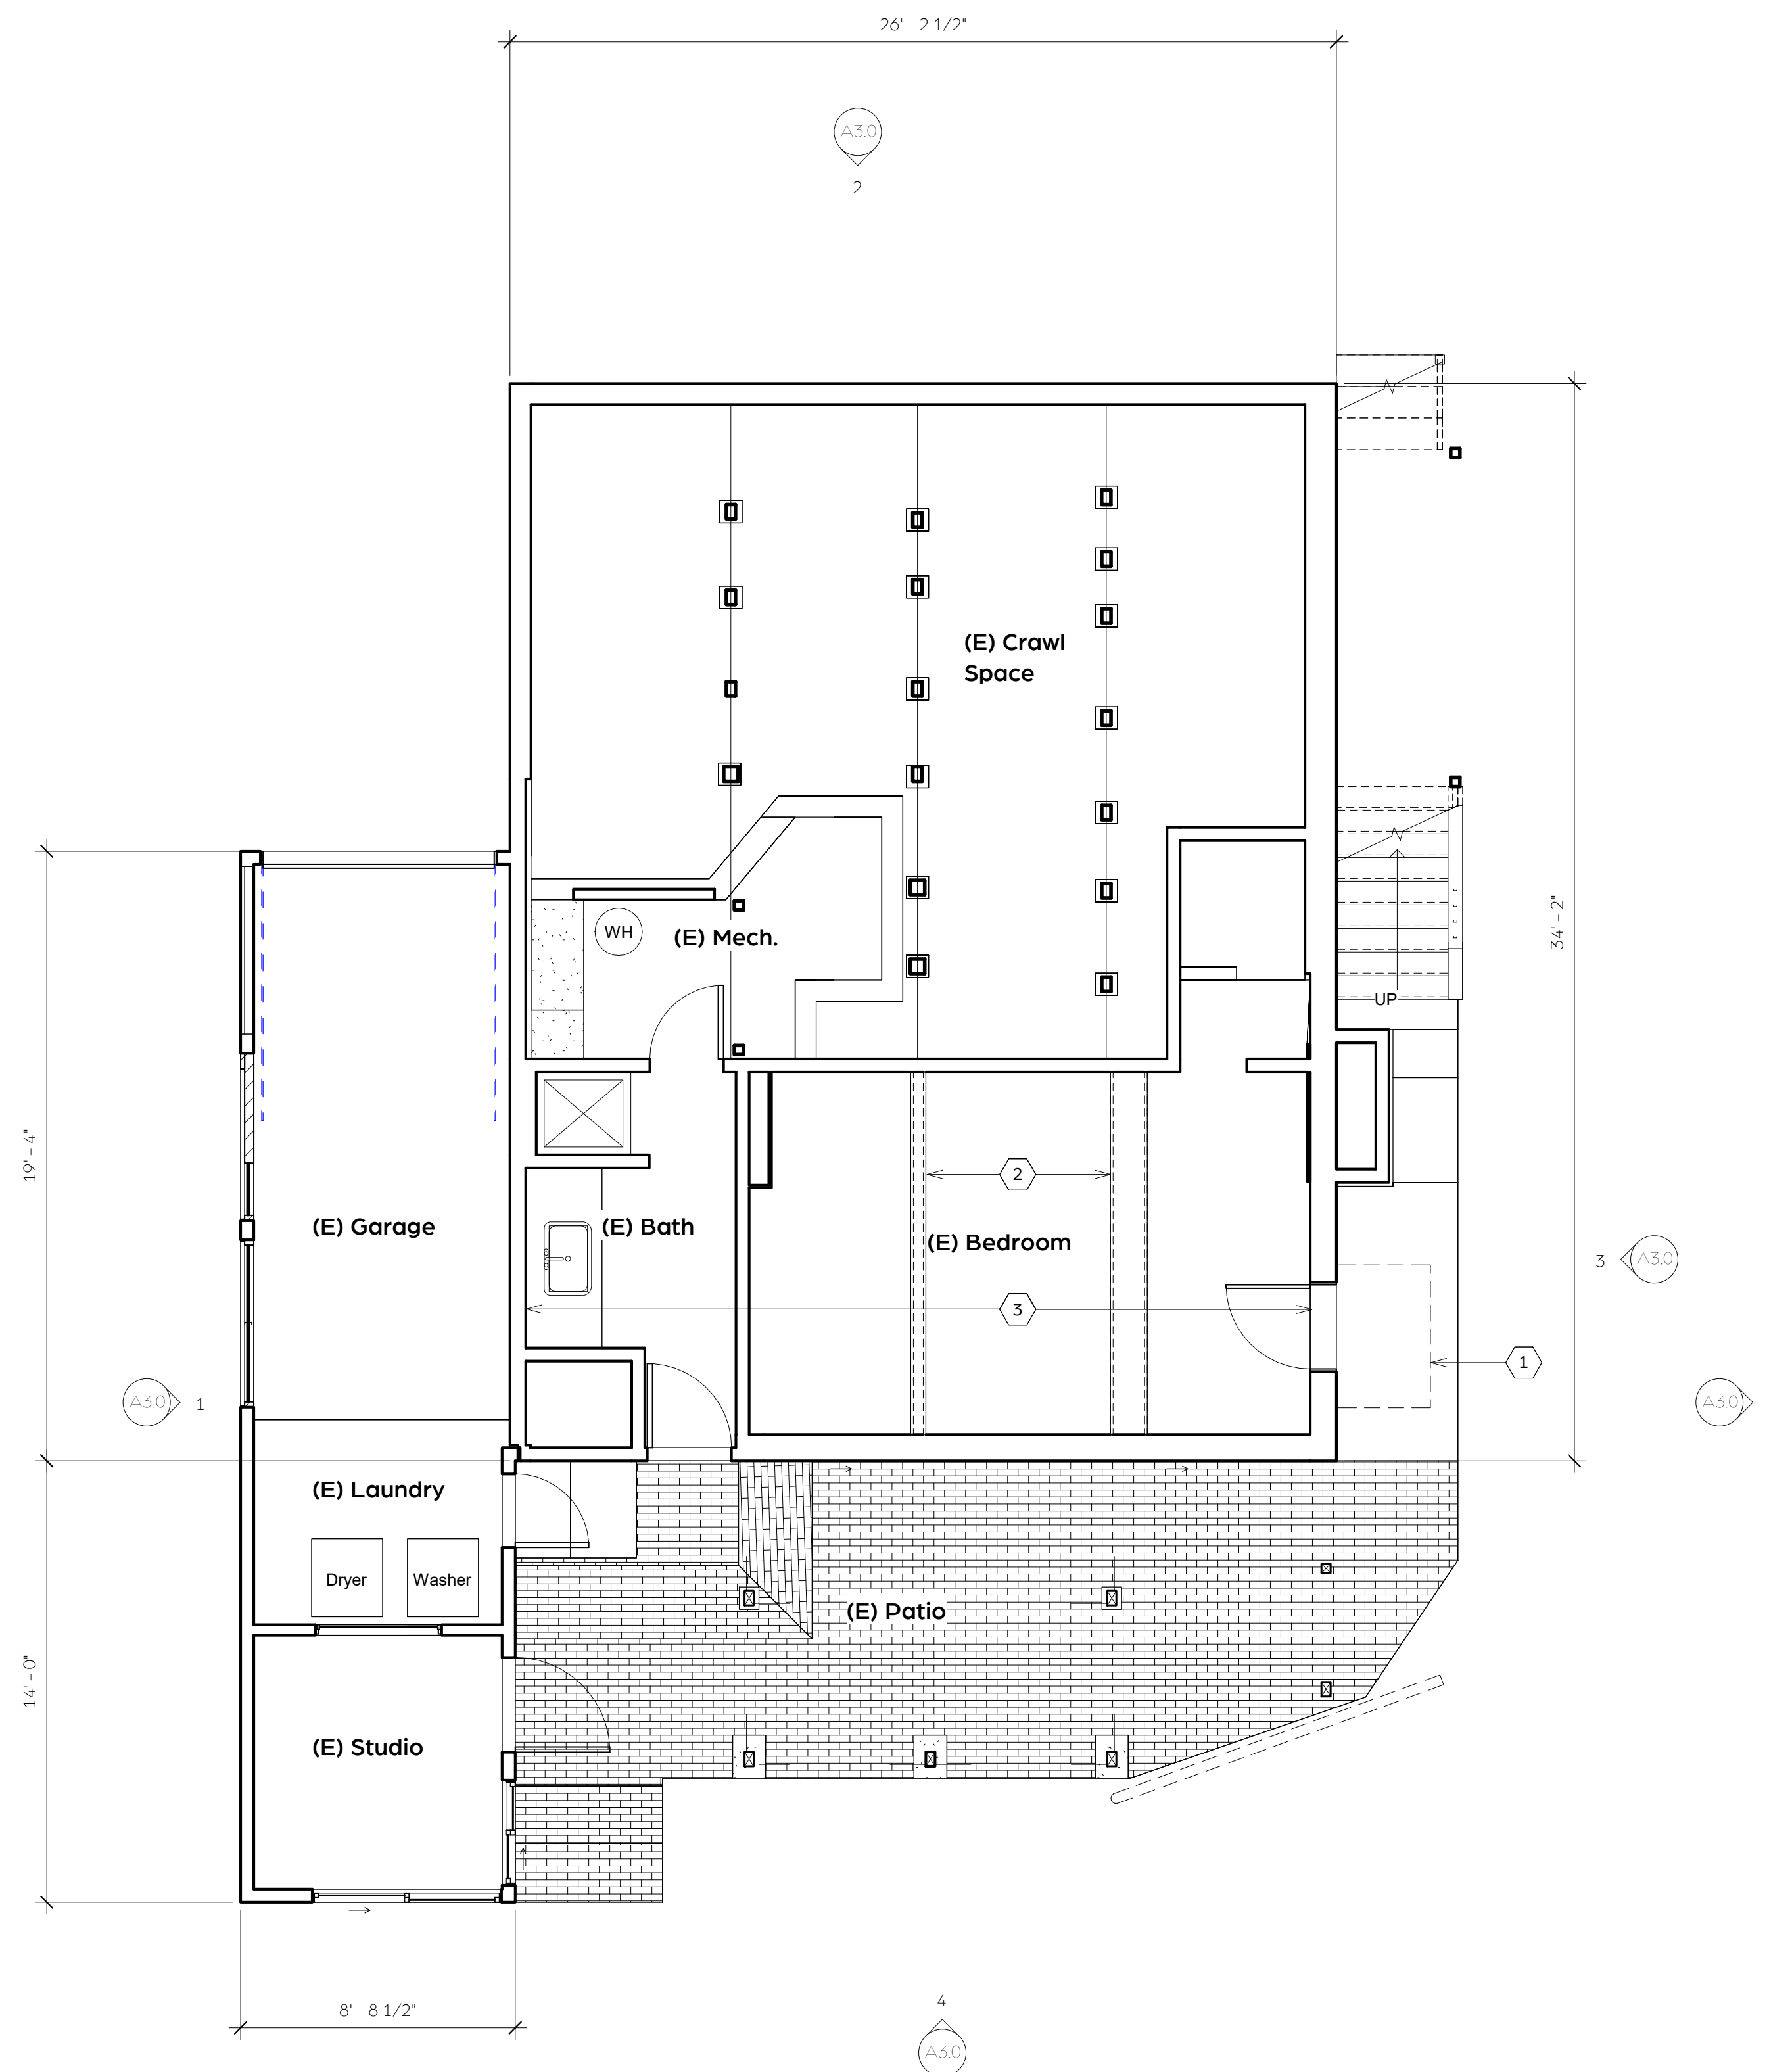 26' - 2 1/2"
A3.0
2
(E) Crawl
Space
34' - 2"
WH
(E) Mech.
UP
19' - 4"
2
(E) Garage
(E) Bath
(E) Bedroom
3
A3.0
3
1
A3.0
1
A3.0
(E) Laundry
Dryer
Washer
(E) Patio
14' - 0"
(E) Studio
8' - 8 1/2"
4
A3.0